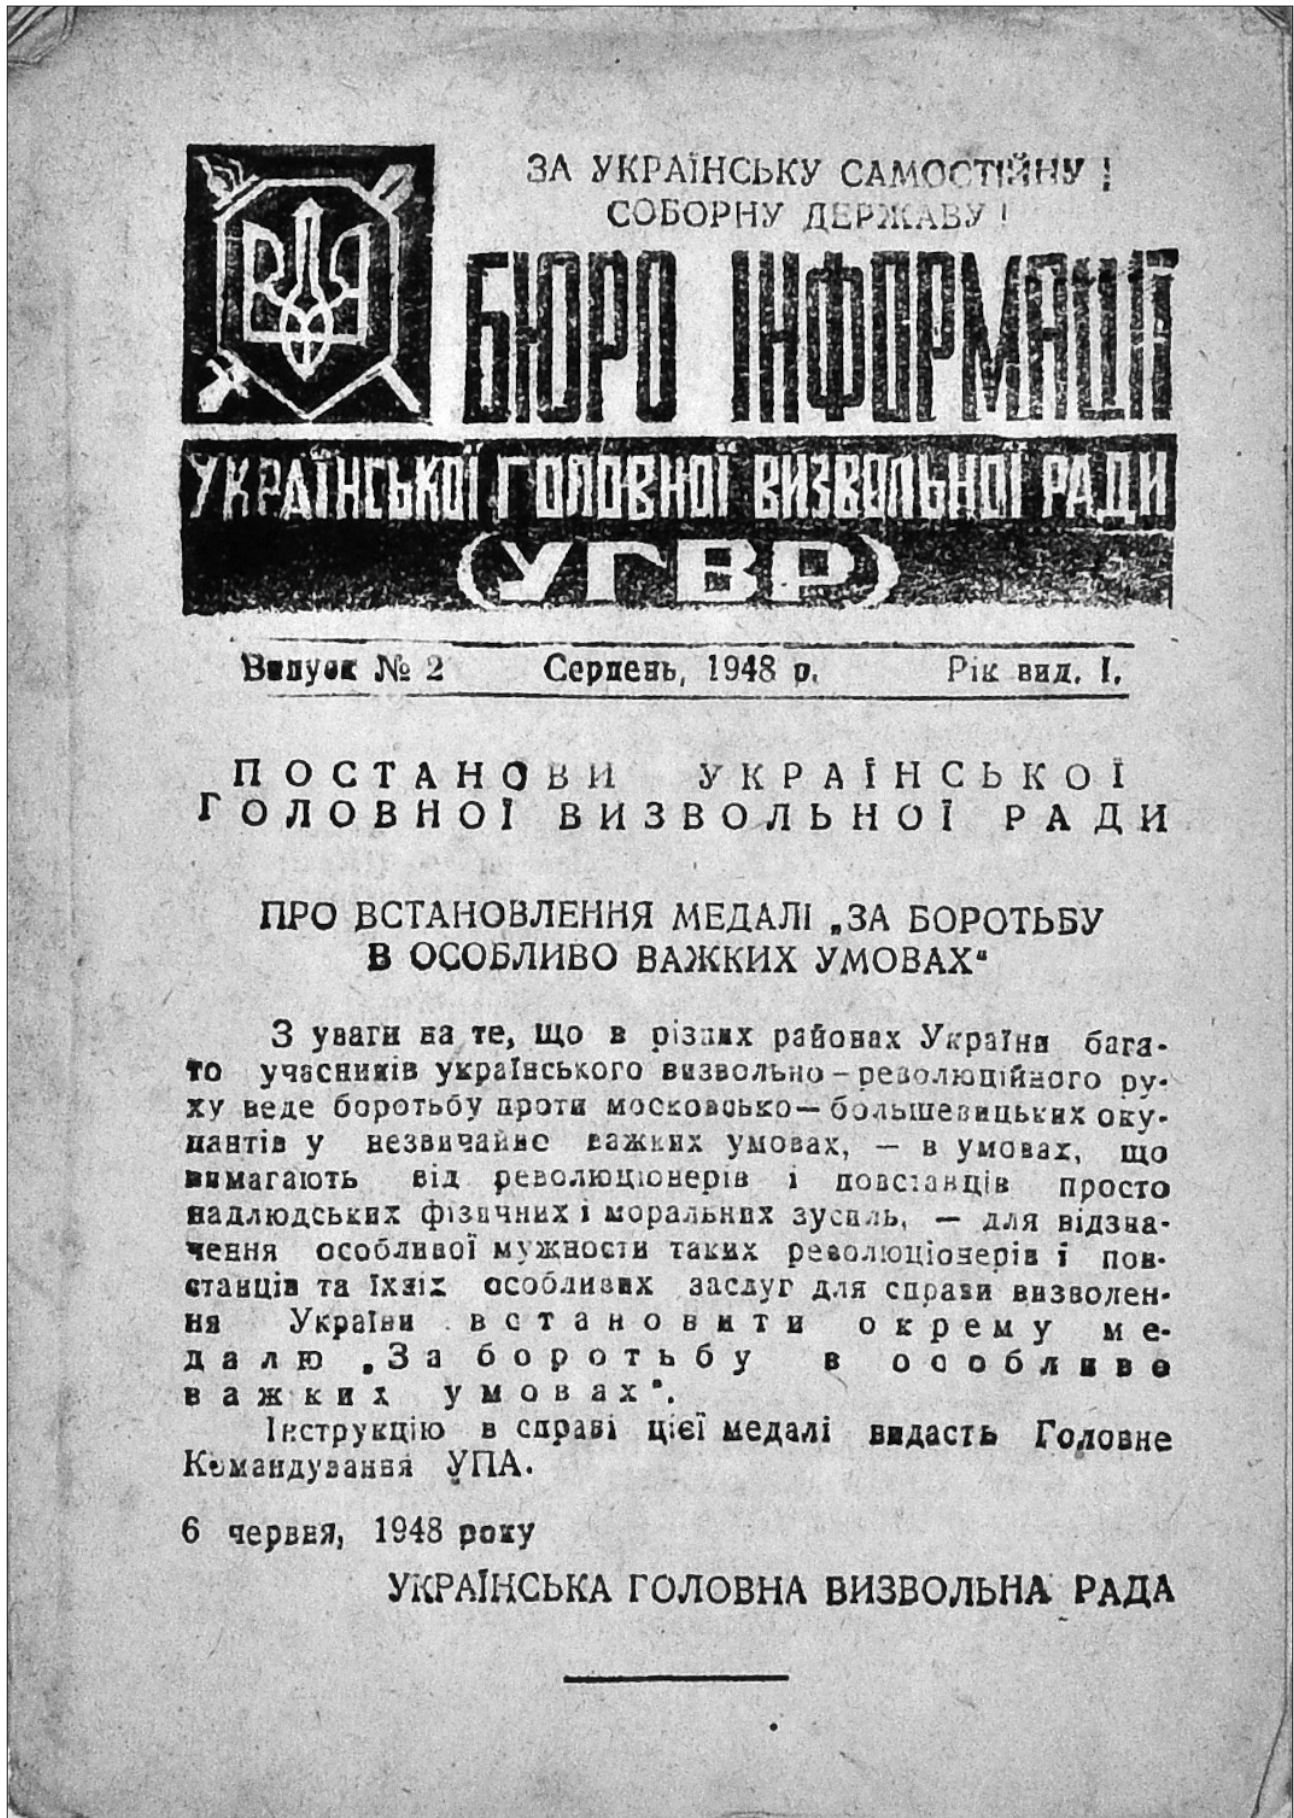 ЗА УКРАЇНСЬКУ САМОСТІЙНУ !
СОБОРНУ ДЕРЖАВУ !
БЮРО ІНФОРМАЦІЇ
УКРАЇНСЬКОЇ ГОЛОВНОЇ ВИЗВОЛЬНОЇ РАДИ
(УГВР)
Випуск № 2 Серпень, 1948 р. Рік вид. І.
ПОСТАНОВИ УКРАЇНСЬКОЇ
ГОЛОВНОЇ ВИЗВОЛЬНОЇ РАДИ
ПРО ВСТАНОВЛЕННЯ МЕДАЛІ „ЗА БОРОТЬБУ
В ОСОБЛИВО ВАЖКИХ УМОВАХ“
З уваги на те, що в різних районах України бага-
то учасників українського визвольно–революційного ру-
ху веде боротьбу проти московсько–большевицьких оку-
пантів у незвичайно важких умовах, – в умовах, що
вимагають від революціонерів і повстанців просто
надлюдських фізичних і моральних зусиль, – для відзна-
чення особливої мужности таких революціонерів і пов-
станців та їхніх особливих заслуг для справи визволен-
ня України встановити окрему ме-
далю „За боротьбу в особливо
важких умовах“.
Інструкцію в справі цієї медалі видасть Головне
Командування УПА.
6 червня, 1948 року
УКРАЇНСЬКА ГОЛОВНА ВИЗВОЛЬНА РАДА